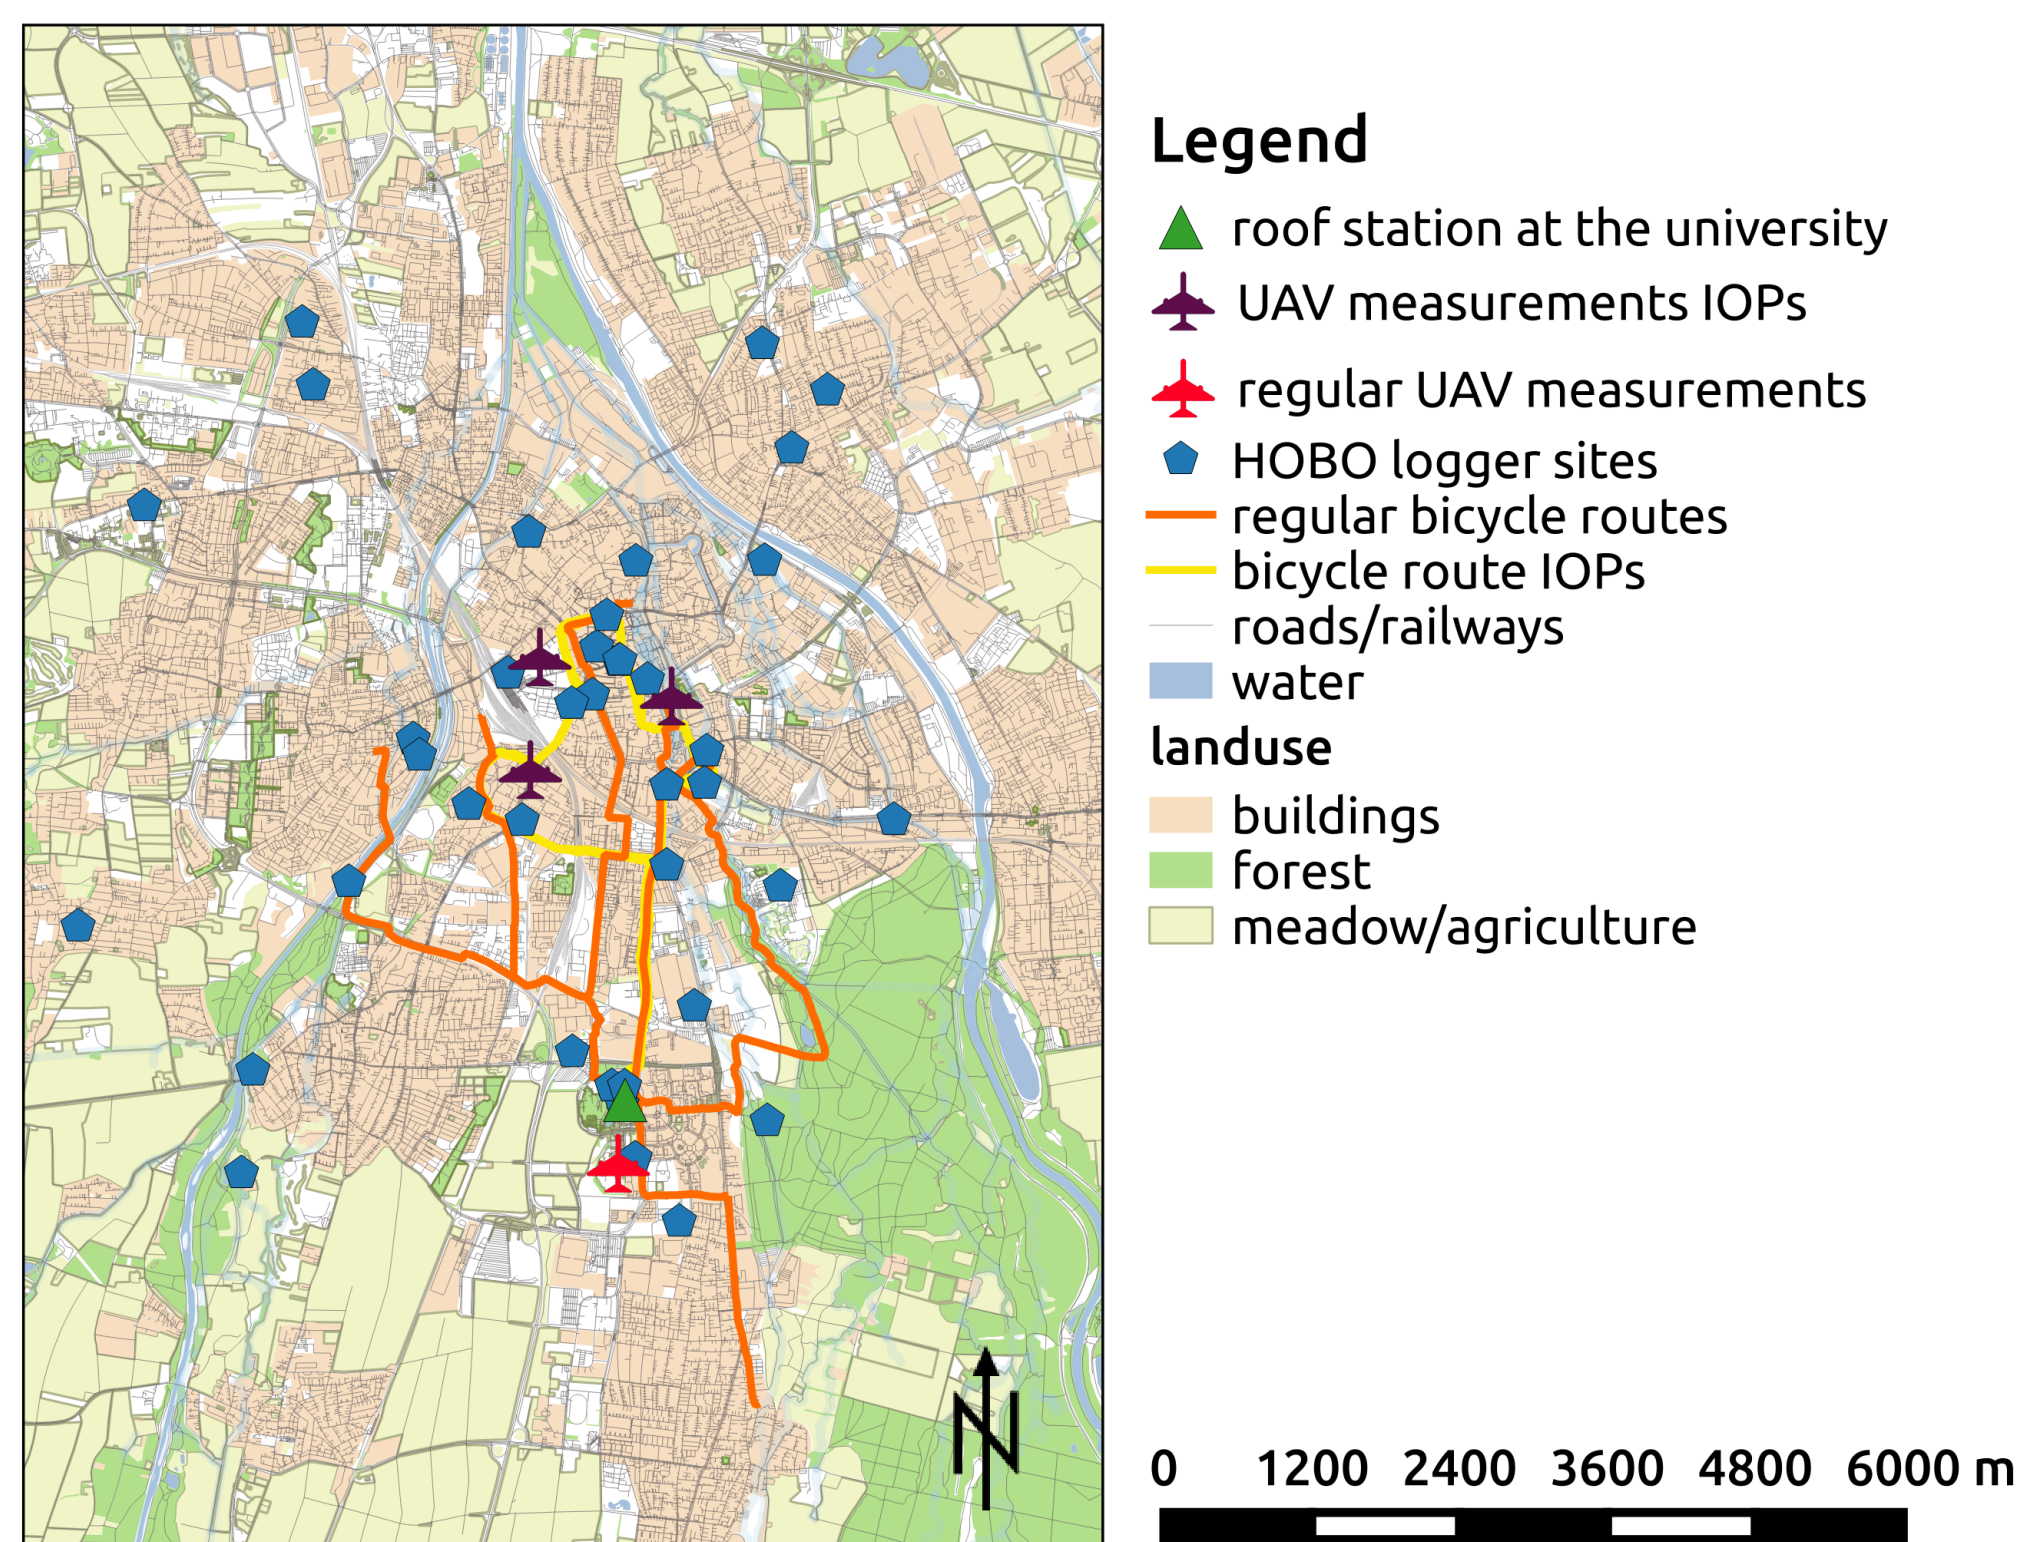 Legend
roof station at the university
UAV measurements IOPs
regular UAV measurements
HOBO logger sites
regular bicycle routes
bicycle route IOPs
roads/railways
water
landuse
buildings
forest
meadow/agriculture
N
0 1200 2400 3600 4800 6000 m